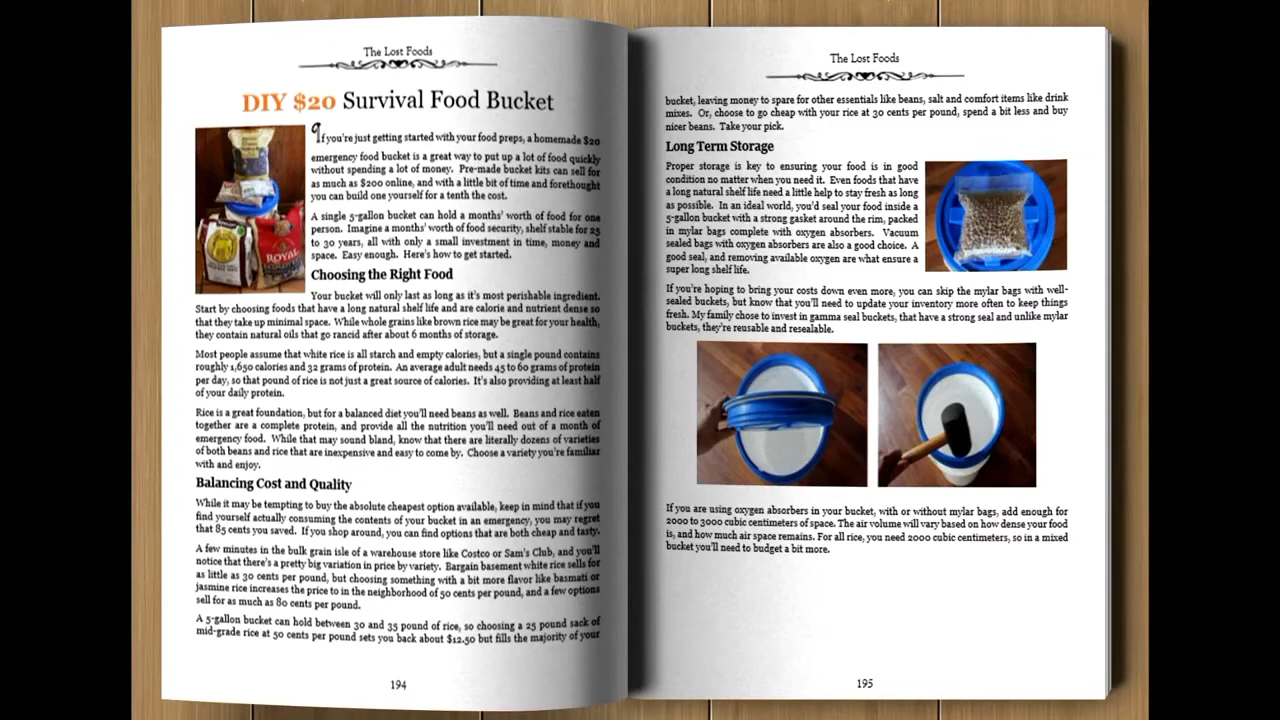 The Lost Foods
DIY $20 Survival Food Bucket
If you're just getting started with your food preps, a homemade $20
emergency food bucket is a great way to put up a lot of food quickly
without spending a lot of money. Pre-made bucket kits can sell for
as much as $200 online, and with a little bit of time and forethought
you can build one yourself for a tenth the cost.
A single 5-gallon bucket can hold a months' worth of food for one
person. Imagine a months' worth of food security, shelf stable for 25
to 30 years, all with only a small investment in time, money and
space. Easy enough. Here's how to get started.
Choosing the Right Food
Your bucket will only last as long as it's most perishable ingredient.
Start by choosing foods that have a long natural shelf life and are calorie and nutrient dense so
that they take up minimal space. While whole grains like brown rice may be great for your health,
they contain natural oils that go rancid after about 6 months of storage.
Most people assume that white rice is all starch and empty calories, but a single pound contains
roughly 1,650 calories and 32 grams of protein. An average adult needs 45 to 60 grams of protein
per day, so that pound of rice is not just a great source of calories. It's also providing at least half
of your daily protein.
Rice is a great foundation, but for a balanced diet you'll need beans as well. Beans and rice eaten
together are a complete protein, and provide all the nutrition you'll need out of a month of
emergency food. While that may sound bland, know that there are literally dozens of varieties
of both beans and rice that are inexpensive and easy to come by. Choose a variety you're familiar
with and enjoy.
Balancing Cost and Quality
While it may be tempting to buy the absolute cheapest option available, keep in mind that if you
find yourself actually consuming the contents of your bucket in an emergency, you may regret
that 85 cents you saved. If you shop around, you can find options that are both cheap and tasty.
A few minutes in the bulk grain isle of a warehouse store like Costco or Sam's Club, and you'll
notice that there's a pretty big variation in price by variety. Bargain basement white rice sells for
as little as 30 cents per pound, but choosing something with a bit more flavor like basmati or
jasmine rice increases the price to in the neighborhood of 50 cents per pound, and a few options
sell for as much as 80 cents per pound.
A 5-gallon bucket can hold between 30 and 35 pound of rice, so choosing a 25 pound sack of
mid-grade rice at 50 cents per pound sets you back about $12.50 but fills the majority of your
194
The Lost Foods
bucket, leaving money to spare for other essentials like beans, salt and comfort items like drink
mixes. Or, choose to go cheap with your rice at 30 cents per pound, spend a bit less and buy
nicer beans. Take your pick.
Long Term Storage
Proper storage is key to ensuring your food is in good
condition no matter when you need it. Even foods that have
a long natural shelf life need a little help to stay fresh as long
as possible. In an ideal world, you'd seal your food inside a
5-gallon bucket with a strong gasket around the rim, packed
in mylar bags complete with oxygen absorbers. Vacuum
sealed bags with oxygen absorbers are also a good choice. A
good seal, and removing available oxygen are what ensure a
super long shelf life.
If you're hoping to bring your costs down even more, you can skip the mylar bags with well-
sealed buckets, but know that you'll need to update your inventory more often to keep things
fresh. My family chose to invest in gamma seal buckets, that have a strong seal and unlike mylar
buckets, they're reusable and resealable.
If you are using oxygen absorbers in your bucket, with or without mylar bags, add enough for
2000 to 3000 cubic centimeters of space. The air volume will vary based on how dense your food
is, and how much air space remains. For all rice, you need 2000 cubic centimeters, so in a mixed
bucket you'll need to budget a bit more.
195
ROYAL